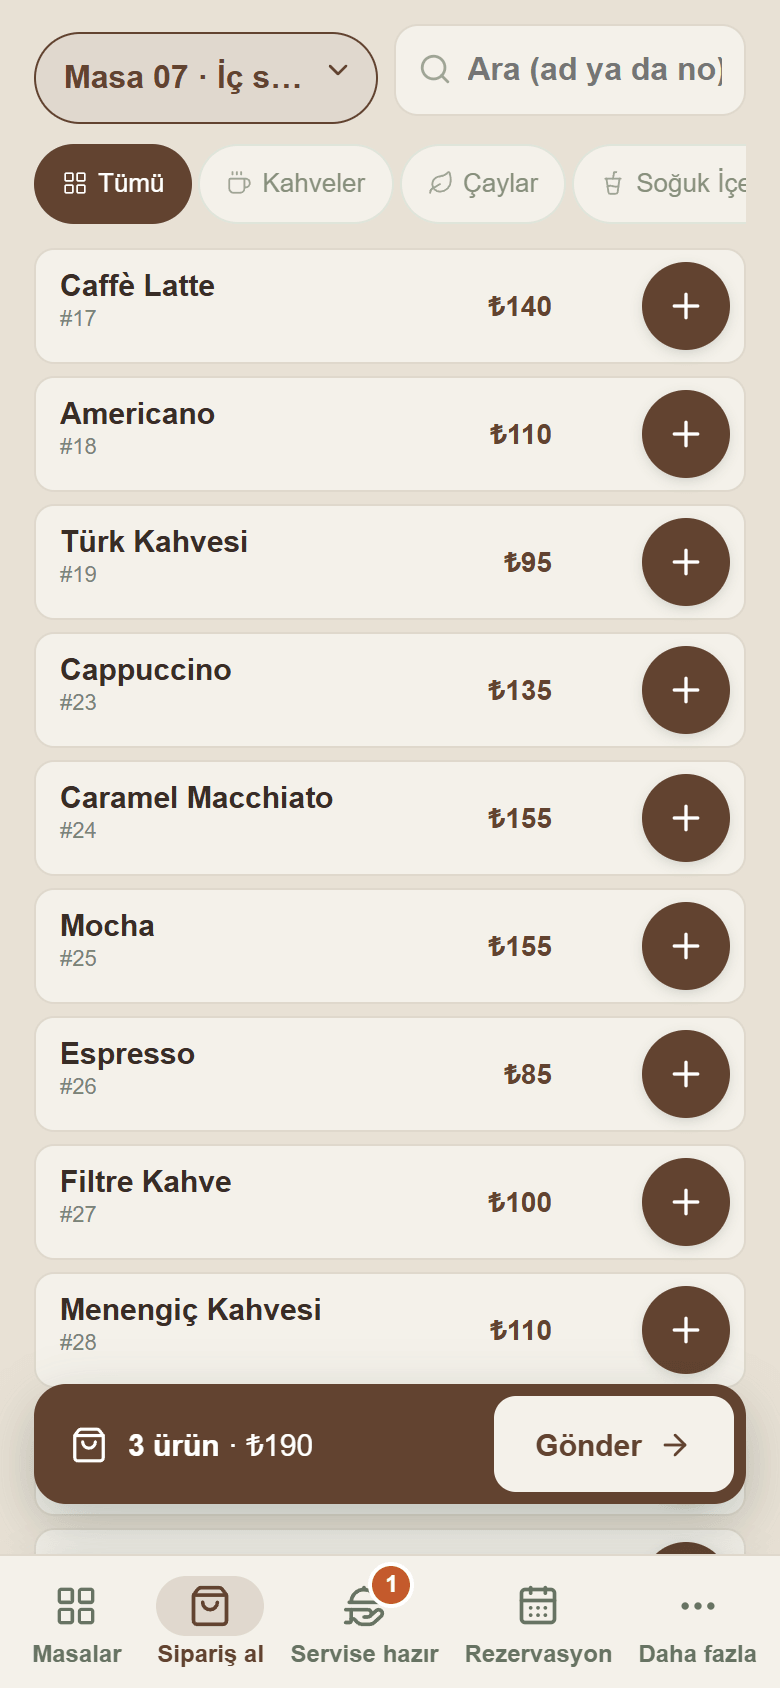 Masa 07 · İç s...
Ara (ad ya da no)
Tümü
Kahveler
Çaylar
Soğuk İçe
Caffè Latte
#17
₺140
Americano
#18
₺110
Türk Kahvesi
#19
₺95
Cappuccino
#23
₺135
Caramel Macchiato
#24
₺155
Mocha
#25
₺155
Espresso
#26
₺85
Filtre Kahve
#27
₺100
Menengiç Kahvesi
#28
₺110
3 ürün · ₺190
Gönder
1
Masalar
Sipariş al
Servise hazır
Rezervasyon
Daha fazla